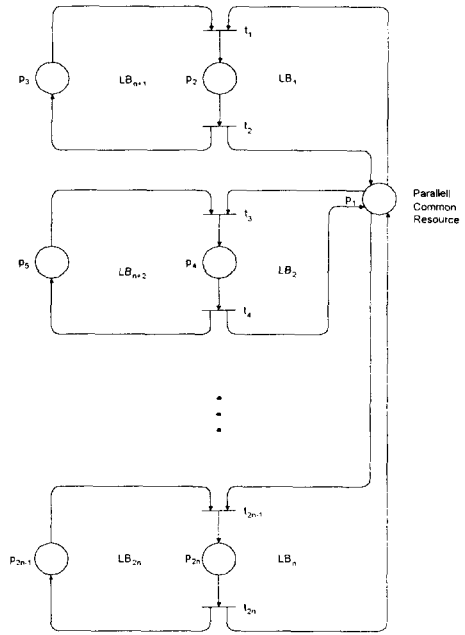 t1
p3
LBn+1
p2
LB1
t2
p1
Parallell
Common
Resource
t3
p5
LBn+2
p4
LB2
t4
t2n-1
p2n-1
LB2n
p2n
LBn
t2n